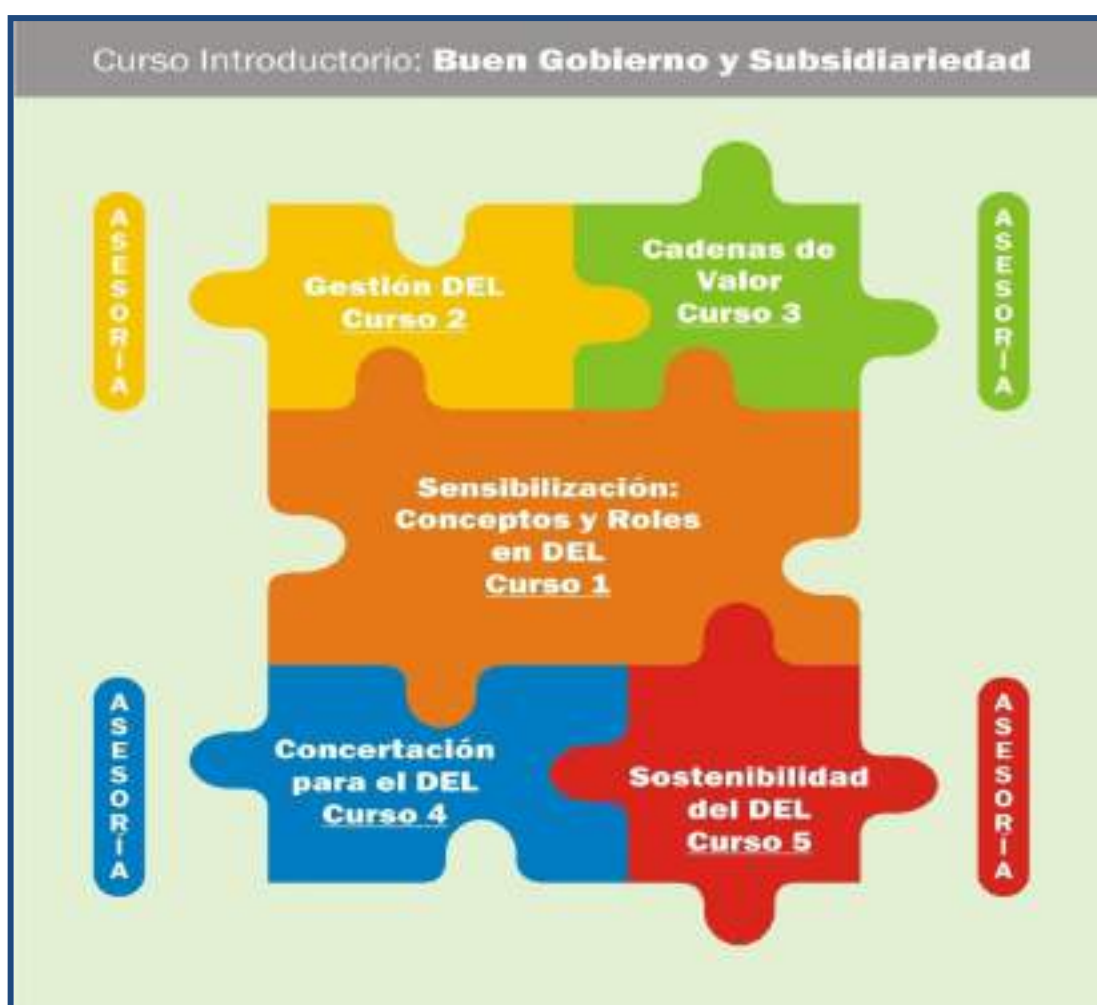 Curso Introductorio: Buen Gobierno y Subsidiariedad
ASESORÍA
Gestión DEL
Curso 2
Cadenas de
Valor
Curso 3
ASESORÍA
Sensibilización:
Conceptos y Roles
en DEL
Curso 1
ASESORÍA
Concertación
para el DEL
Curso 4
Sostenibilidad
del DEL
Curso 5
ASESORÍA